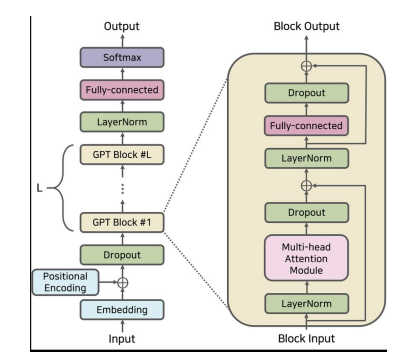 Output
Softmax
Fully-connected
LayerNorm
GPT Block #L
L
GPT Block #1
Dropout
Positional
Encoding
Embedding
Input
Block Output
Dropout
Fully-connected
LayerNorm
Dropout
Multi-head
Attention
Module
LayerNorm
Block Input